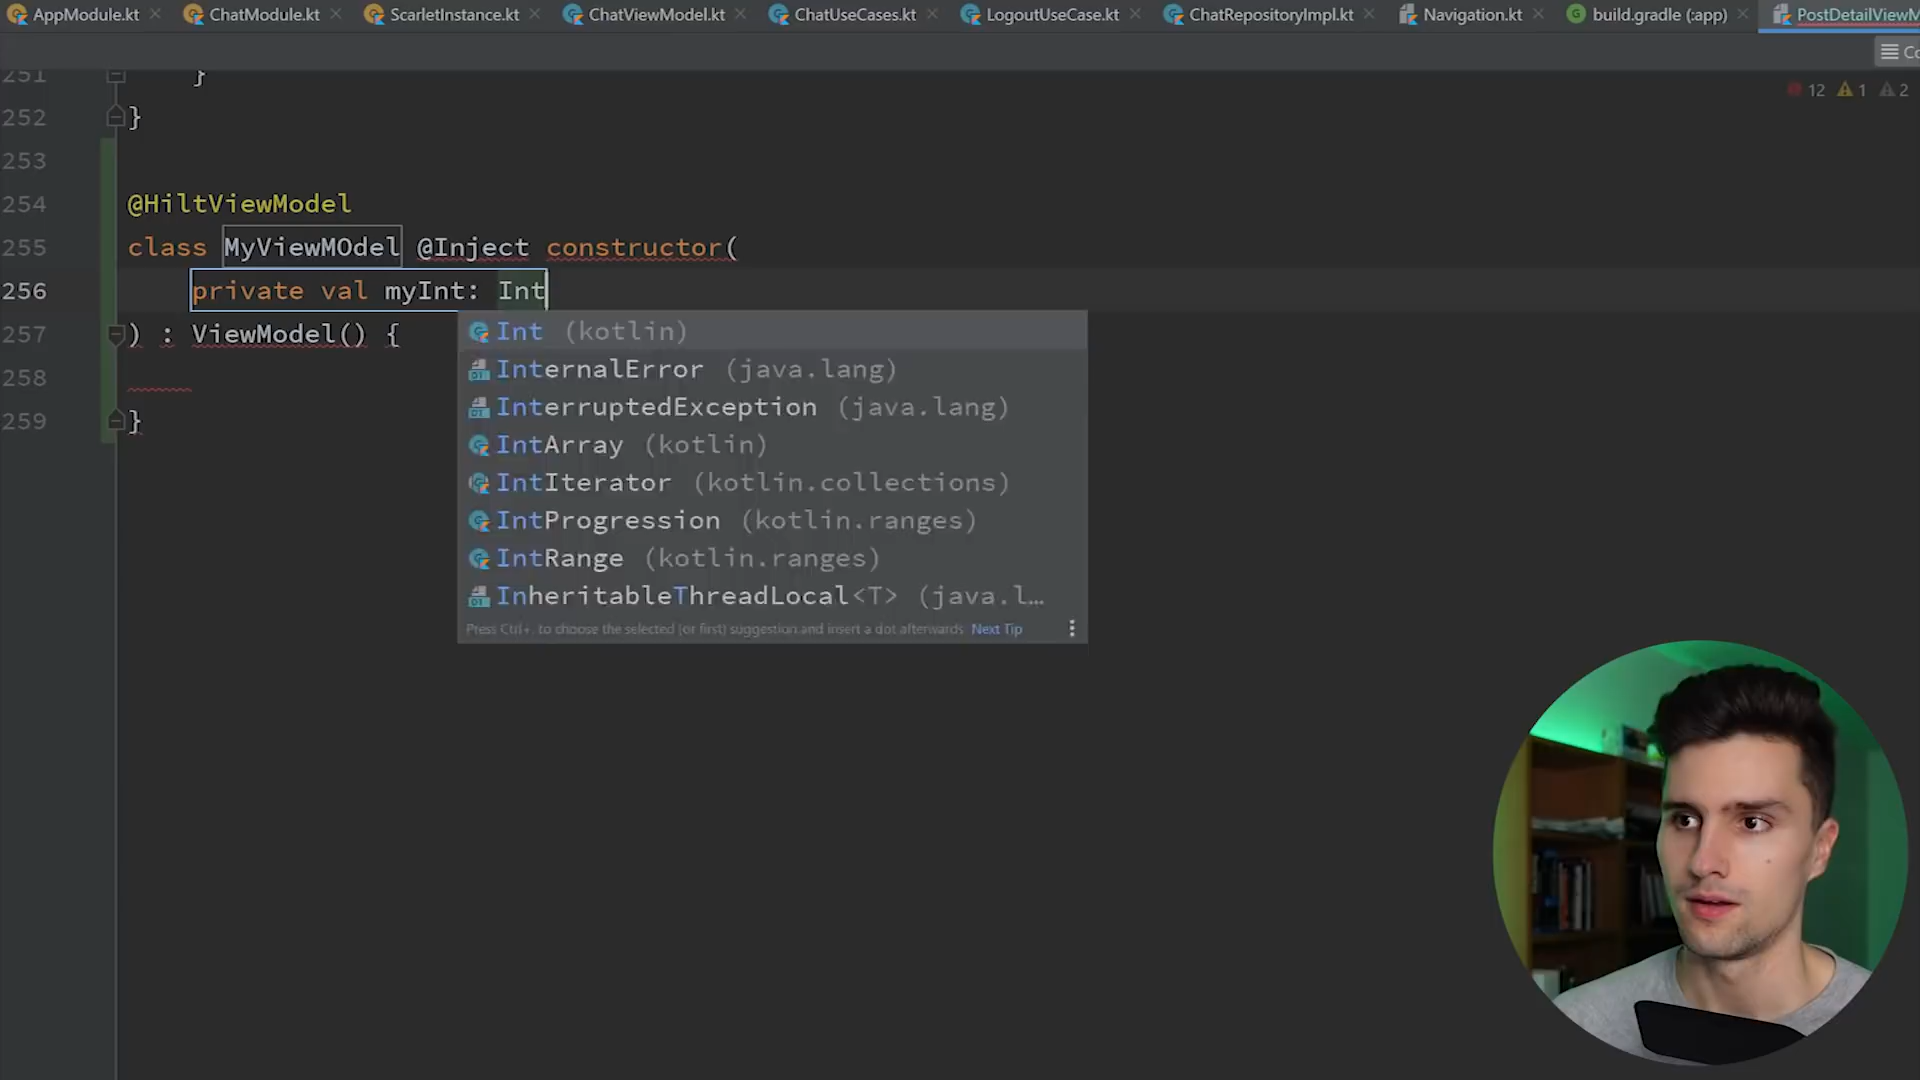 AppModule.kt ChatModule.kt ScarletInstance.kt ChatViewModel.kt ChatUseCases.kt LogoutUseCase.kt ChatRepositoryImpl.kt Navigation.kt build.gradle (:app) PostDetailViewM
Co
12 1 2
251 }
252 }
253
254 @HiltViewModel
255 class MyViewMOdel @Inject constructor(
256 private val myInt: Int
257 ) : ViewModel() {
258
259 }
Int (kotlin)
InternalError (java.lang)
InterruptedException (java.lang)
IntArray (kotlin)
IntIterator (kotlin.collections)
IntProgression (kotlin.ranges)
IntRange (kotlin.ranges)
InheritableThreadLocal<T> (java.l…
Press Ctrl+. to choose the selected (or first) suggestion and insert a dot afterwards Next Tip